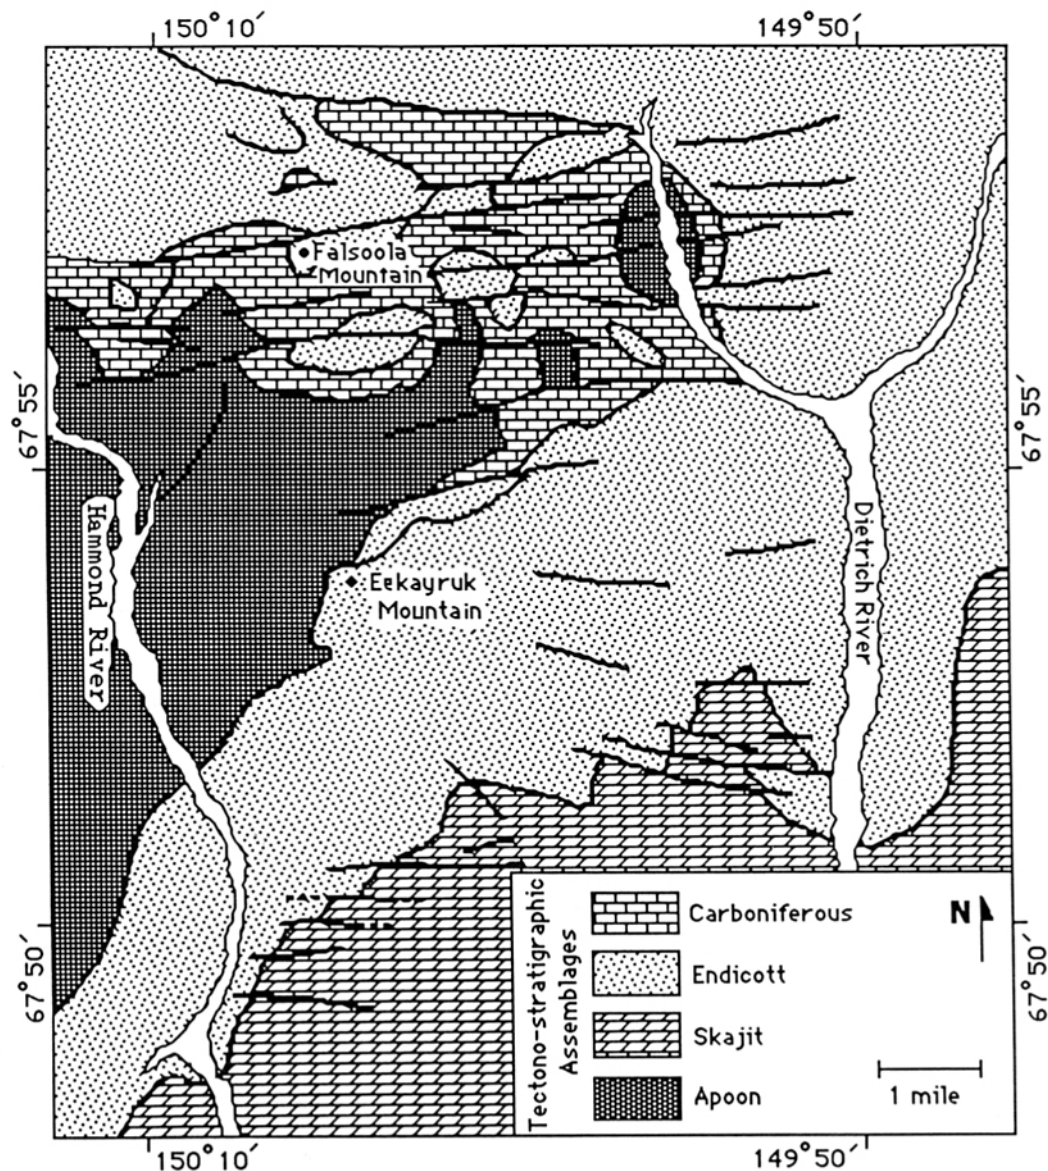 150°10′
149°50′
Falsoola
Mountain
67°55′
67°55′
Hammond River
Dietrich River
Eekayruk
Mountain
Tectono-stratigraphic
Assemblages
Carboniferous
N
Endicott
67°50′
67°50′
Skajit
1 mile
Apoon
150°10′
149°50′